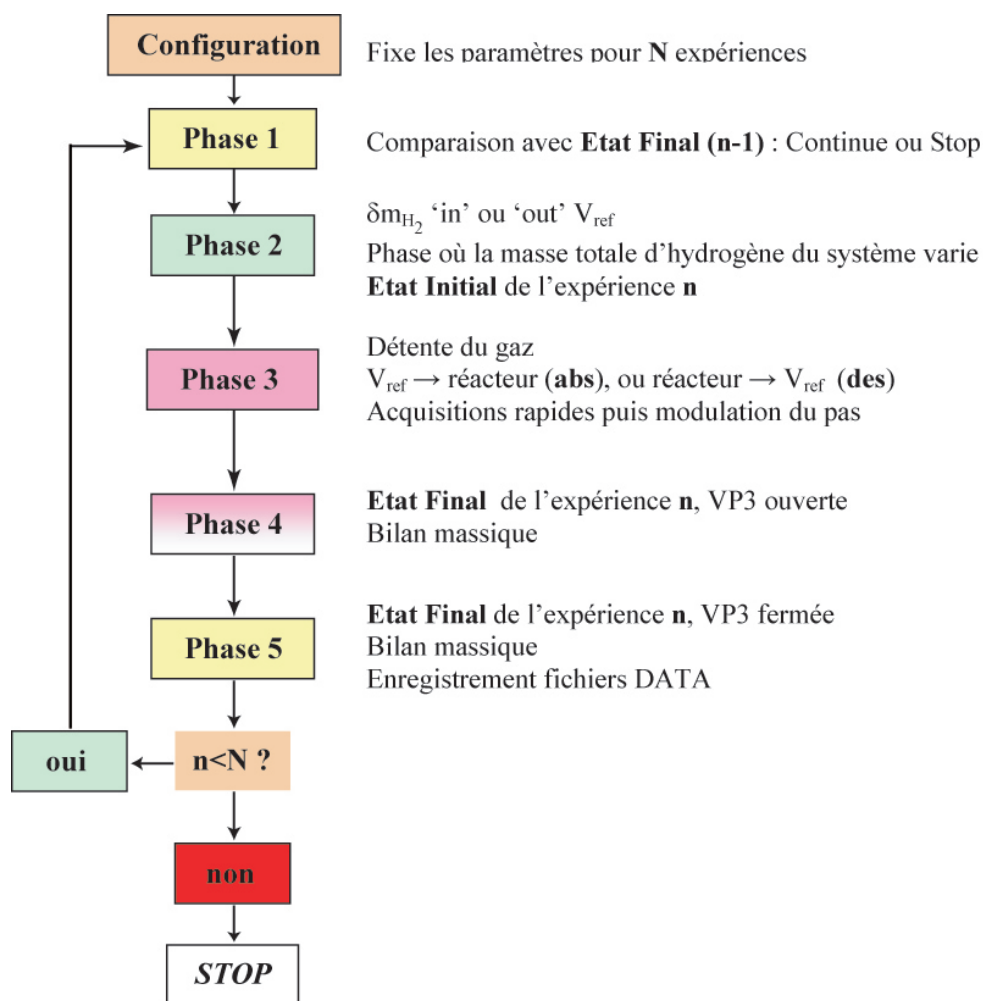 Configuration
Fixe les paramètres pour N expériences
Phase 1
Comparaison avec Etat Final (n-1) : Continue ou Stop
Phase 2
δmH₂ ‘in’ ou ‘out’ Vref
Phase où la masse totale d’hydrogène du système varie
Etat Initial de l’expérience n
Phase 3
Détente du gaz
Vref → réacteur (abs), ou réacteur → Vref (des)
Acquisitions rapides puis modulation du pas
Phase 4
Etat Final de l’expérience n, VP3 ouverte
Bilan massique
Phase 5
Etat Final de l’expérience n, VP3 fermée
Bilan massique
Enregistrement fichiers DATA
oui
n<N ?
non
STOP